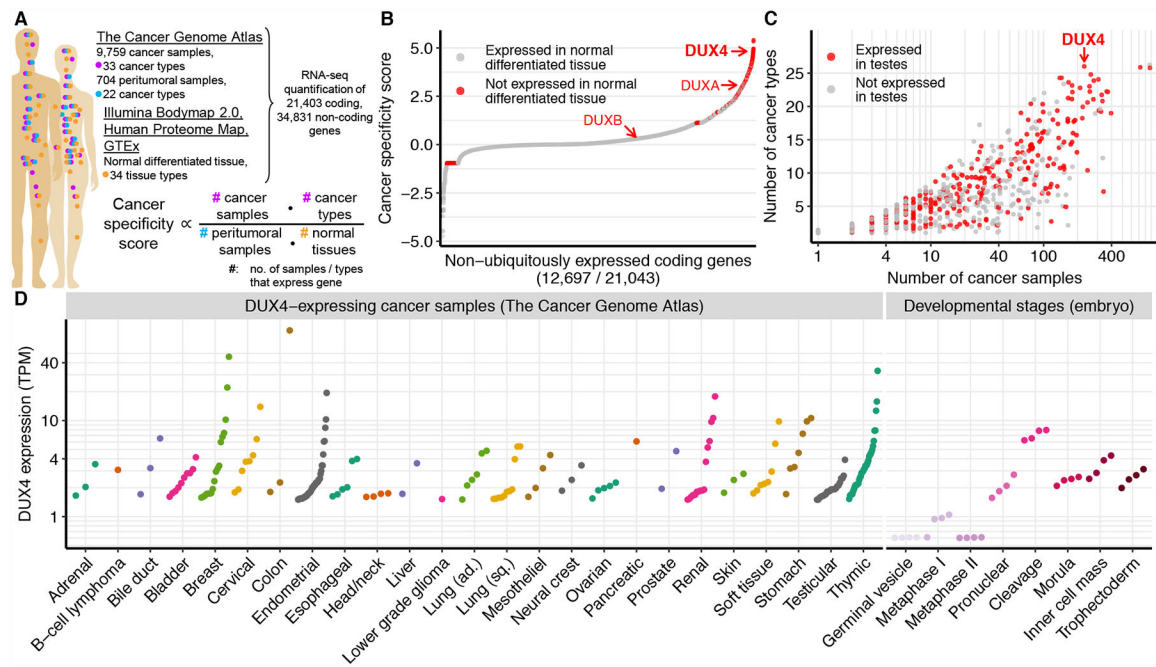 A
The Cancer Genome Atlas
9,759 cancer samples,
33 cancer types
704 peritumoral samples,
22 cancer types
Illumina Bodymap 2.0,
Human Proteome Map,
GTEx
Normal differentiated tissue,
34 tissue types
RNA-seq
quantification of
21,403 coding,
34,831 non-coding
genes
Cancer
specificity ∝
score
# cancer
samples
• # cancer
types
# peritumoral
samples
• # normal
tissues
#: no. of samples / types
that express gene
B
Cancer specificity score
5.0
2.5
0.0
−2.5
−5.0
Expressed in normal
differentiated tissue
Not expressed in normal
differentiated tissue
DUX4
DUXA
DUXB
Non−ubiquitously expressed coding genes
(12,697 / 21,043)
C
Number of cancer types
25
20
15
10
5
Expressed
in testes
Not expressed
in testes
DUX4
1 4 10 40 100 400
Number of cancer samples
D
DUX4−expressing cancer samples (The Cancer Genome Atlas)
Developmental stages (embryo)
DUX4 expression (TPM)
40
10
4
1
Adrenal
B−cell lymphoma
Bile duct
Bladder
Breast
Cervical
Colon
Endometrial
Esophageal
Head/neck
Liver
Lower grade glioma
Lung (ad.)
Lung (sq.)
Mesotheliel
Neural crest
Ovarian
Pancreatic
Prostate
Renal
Skin
Soft tissue
Stomach
Testicular
Thymic
Germinal vesicle
Metaphase I
Metaphase II
Pronuclear
Cleavage
Morula
Inner cell mass
Trophectoderm